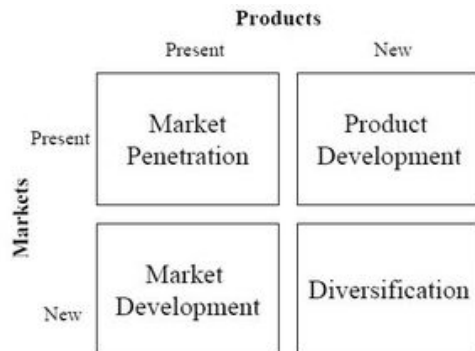 Products
Present
New
Markets
Present
Market
Penetration
Product
Development
New
Market
Development
Diversification